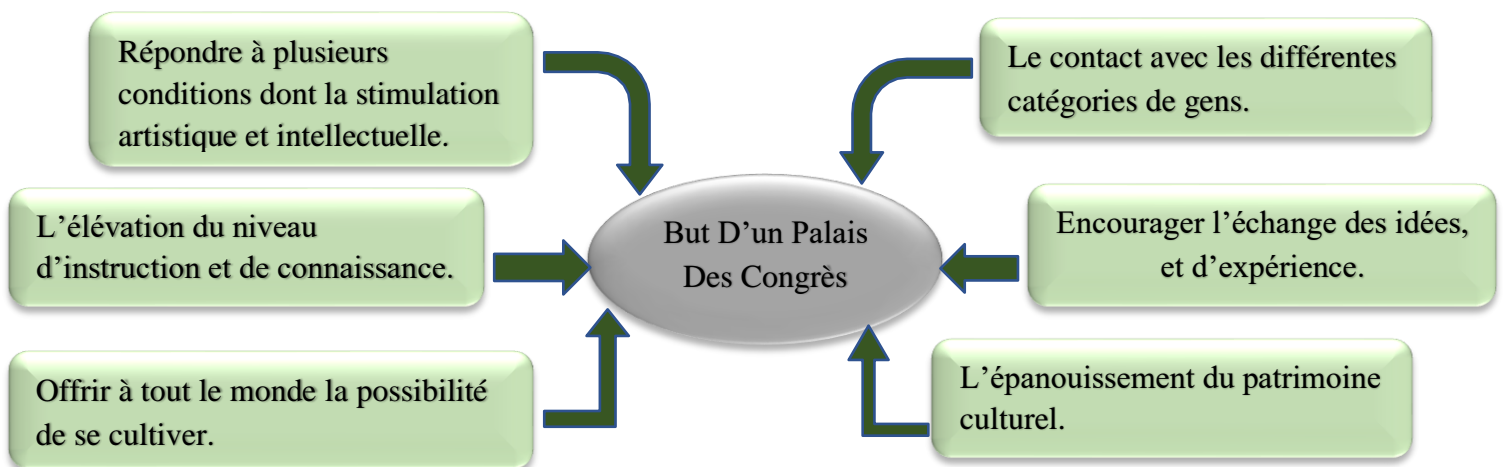 Répondre à plusieurs
conditions dont la stimulation
artistique et intellectuelle.
Le contact avec les différentes
catégories de gens.
L’élévation du niveau
d’instruction et de connaissance.
But D’un Palais
Des Congrès
Encourager l’échange des idées,
et d’expérience.
Offrir à tout le monde la possibilité
de se cultiver.
L’épanouissement du patrimoine
culturel.